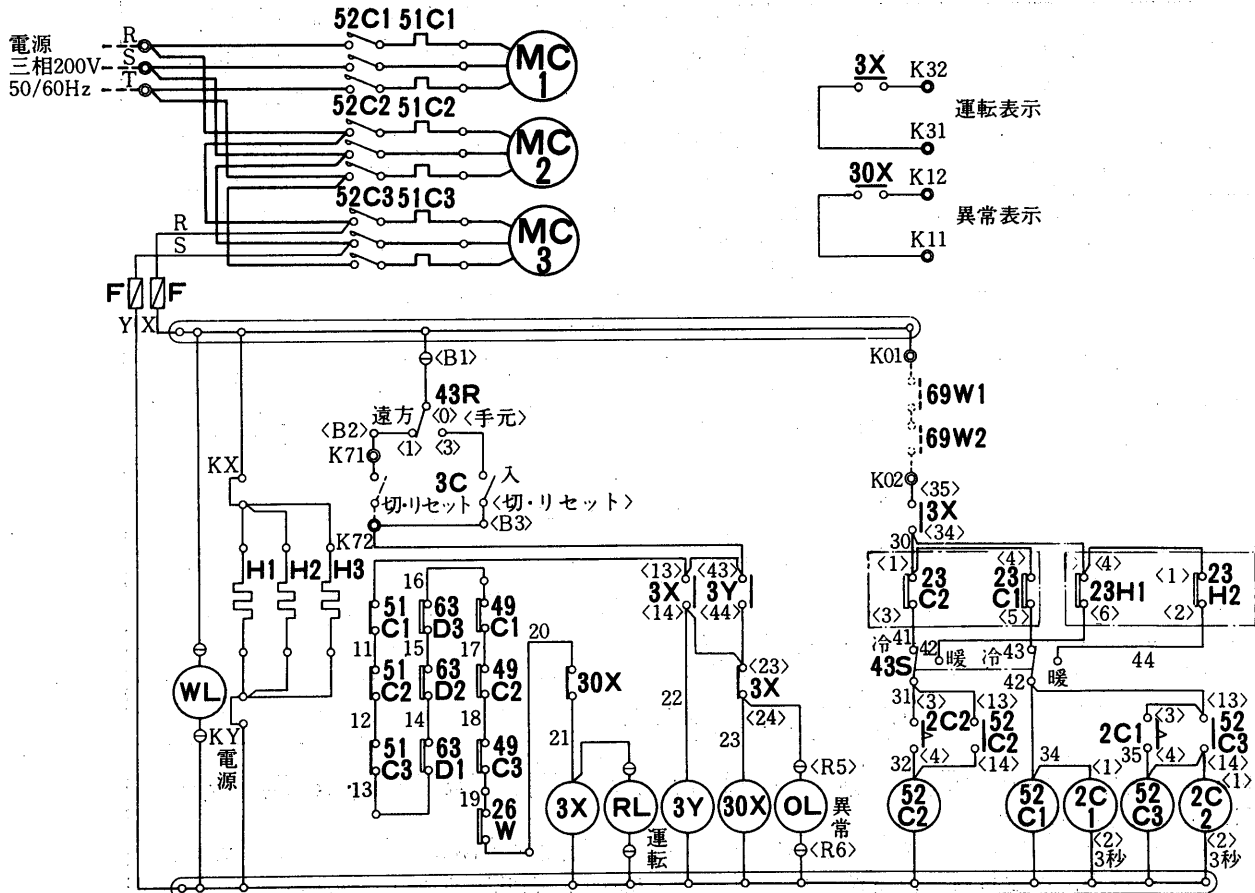 電源
三相200V
50/60Hz
R
S
T
52C1 51C1
MC
1
52C2 51C2
MC
2
52C3 51C3
MC
3
R
S
F
F
Y X
3X K32
運転表示
K31
30X K12
異常表示
K11
<B1>
43R
遠方 <0> <手元>
<B2> <1> <3>
K71
3C 入
切・リセット <切・リセット>
<B3>
K72
KX
H1 H2 H3
WL
KY
電源
51
C1
11
51
C2
12
51
C3
13
16
63
D3
15
63
D2
14
63
D1
49
C1
17
49
C2
18
49
C3
19
26
W
20
30X
21
3X
RL
運転
<13> <43>
3X 3Y
<14> <44>
22
<23>
3X
<24>
23
3Y
30X
OL
異常
<R5>
<R6>
K01
69W1
69W2
K02
<35>
3X
<34>
30
<1> <4> <4> <1>
23
C2
23
C1
23H1
23
H2
<3> <5> <6> <2>
冷 41 42 暖 冷 43 暖 44
43S
31 42
<3> <13>
2C2 52
C2
<4> <14>
32
<3> <13>
2C1 52
C3
35 <4> <14>
34 <1> <1>
52
C2
52
C1
2C
1
52
C3
2C
2
<2> <2>
3秒 3秒